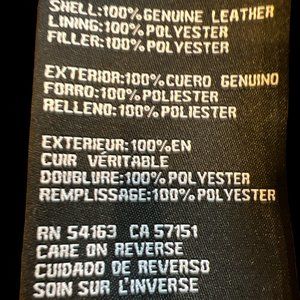 SHELL:100%GENUINE LEATHER
LINING:100%POLYESTER
FILLER:100%POLYESTER
EXTERIOR:100%CUERO GENUINO
FORRO:100%POLIESTER
RELLENO:100%POLIESTER
EXTERIEUR:100%EN
CUIR VÉRITABLE
DOUBLURE:100%POLYESTER
REMPLISSAGE:100%POLYESTER
RN 54163 CA 57151
CARE ON REVERSE
CUIDADO DE REVERSO
SOIN SUR L'INVERSE